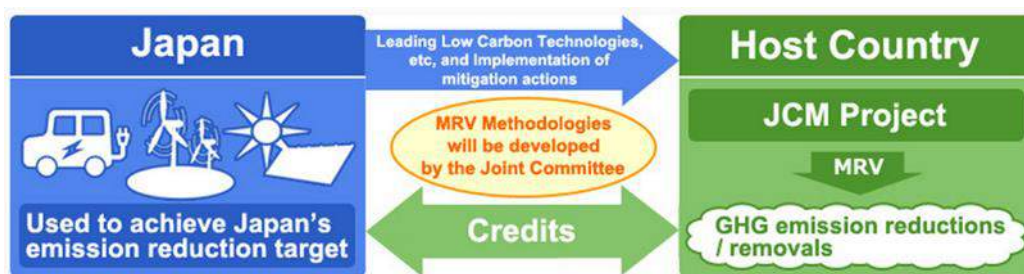 Japan
Used to achieve Japan's
emission reduction target
Leading Low Carbon Technologies,
etc, and Implementation of
mitigation actions
MRV Methodologies
will be developed
by the Joint Committee
Credits
Host Country
JCM Project
MRV
GHG emission reductions
/ removals